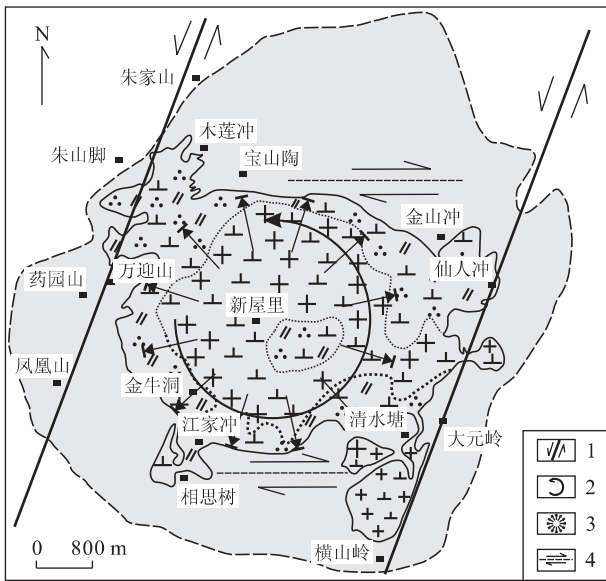 N
朱家山
木莲冲
朱山脚
宝山陶
金山冲
仙人冲
万迎山
药园山
新屋里
凤凰山
金牛洞
江家冲
清水塘
大元岭
相思树
横山岭
0 800 m
1
2
3
4